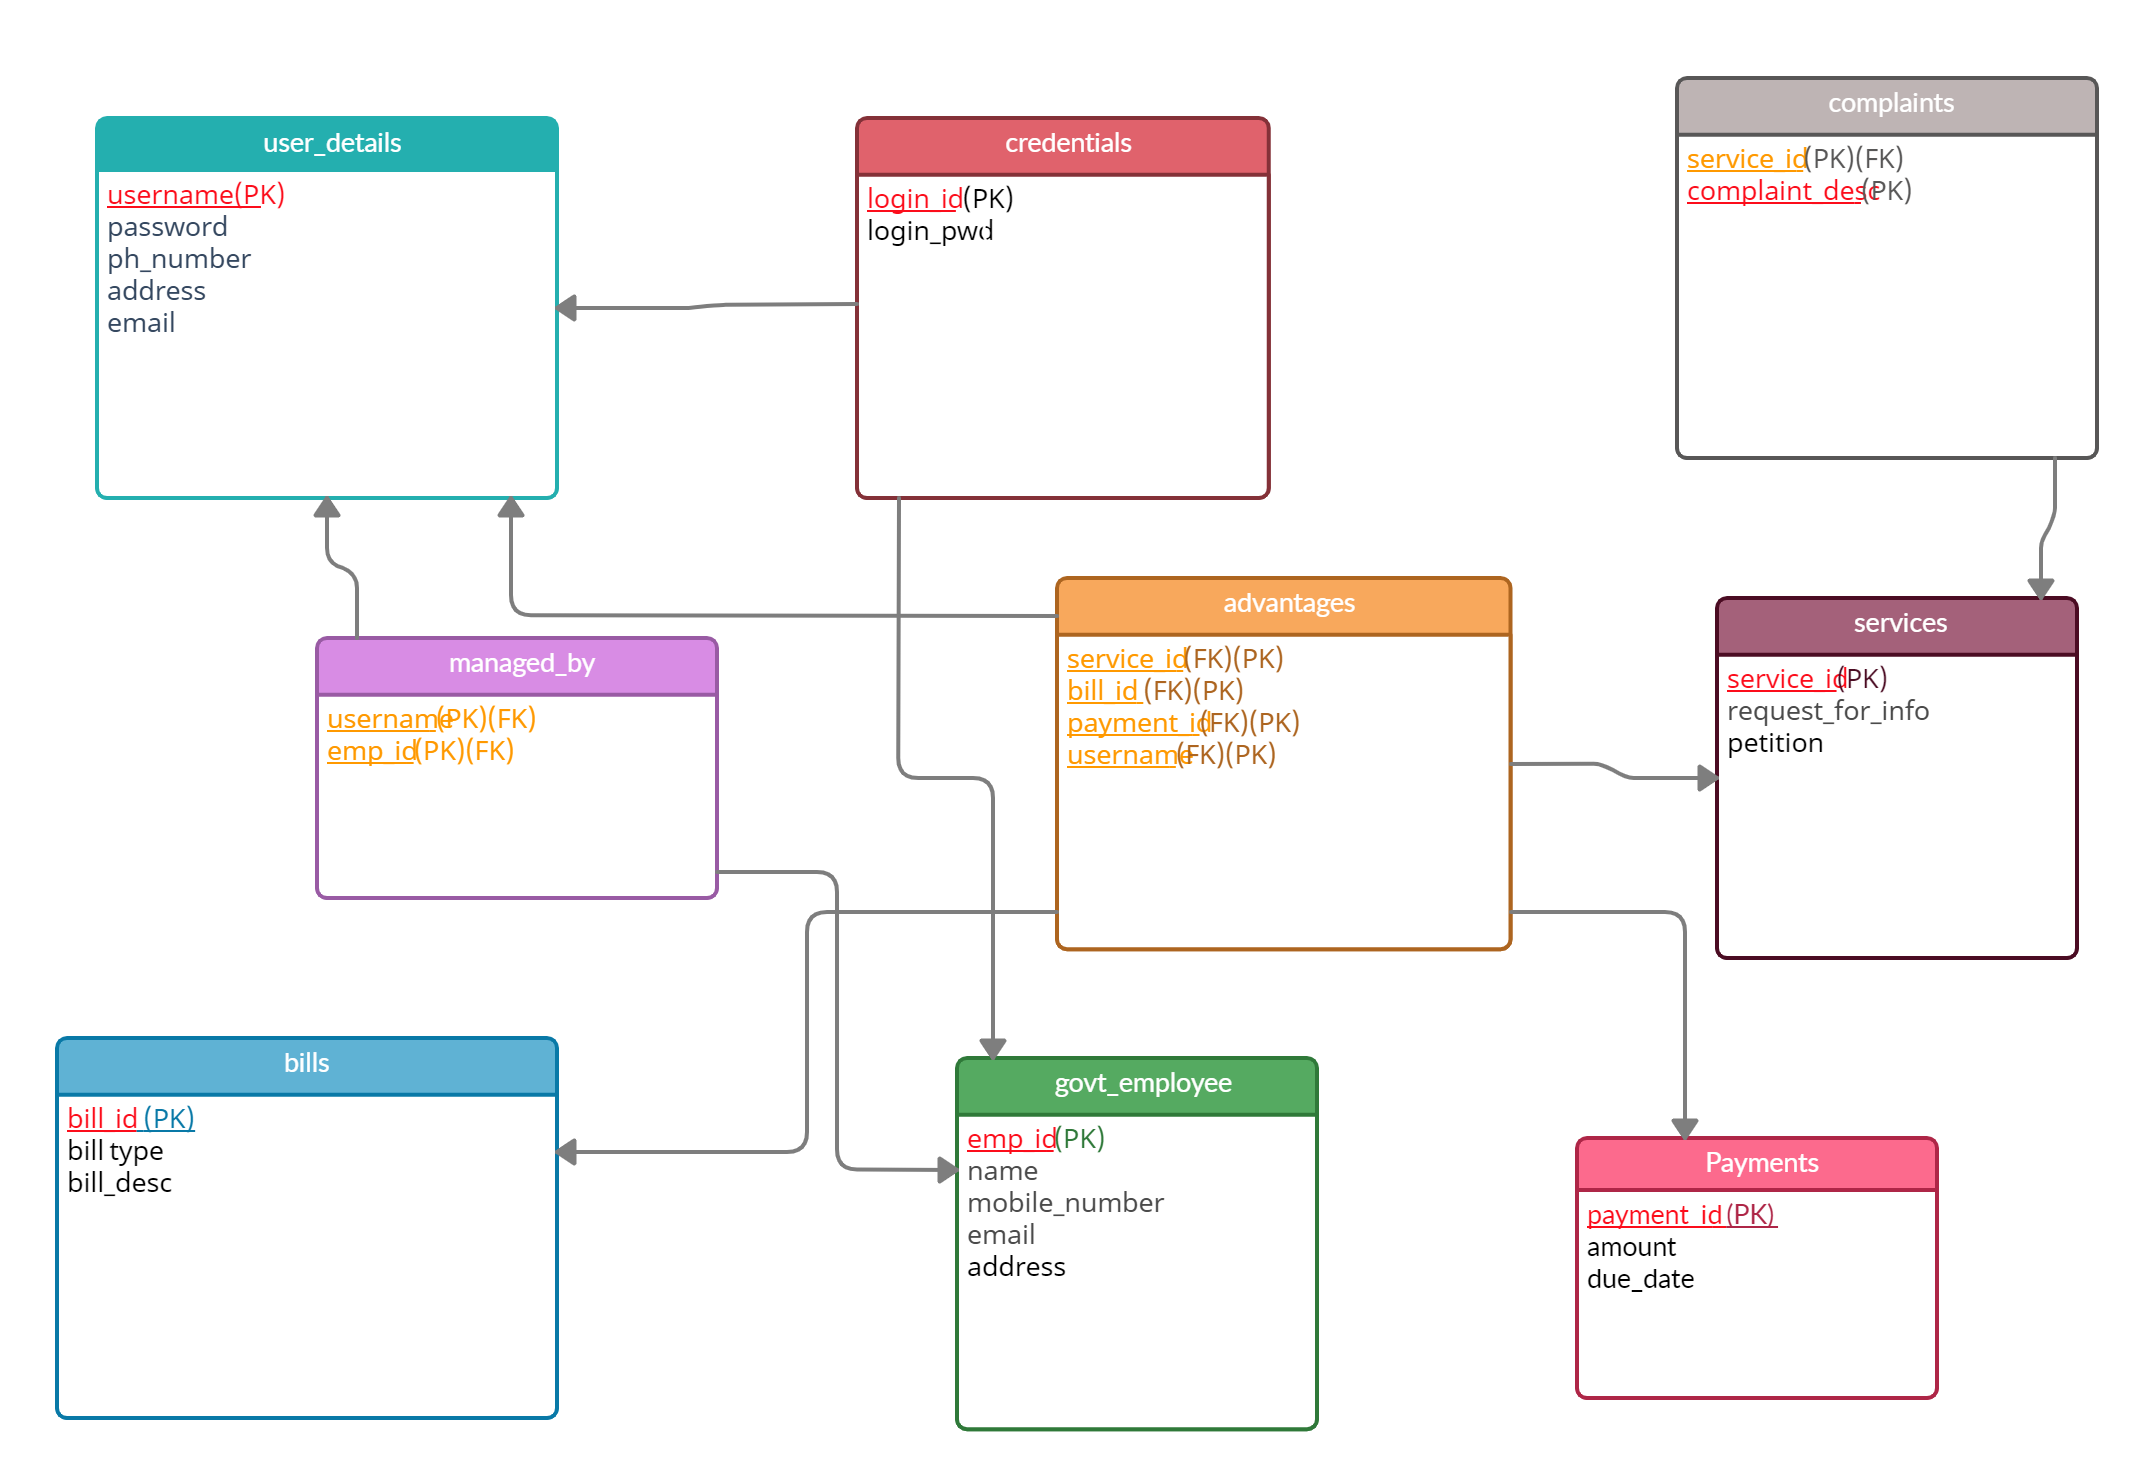 user_details
username(PK)
password
ph_number
address
email
credentials
login_id(PK)
login_pwd
complaints
service_id(PK)(FK)
complaint_desc(PK)
managed_by
username(PK)(FK)
emp_id(PK)(FK)
advantages
service_id(FK)(PK)
bill_id (FK)(PK)
payment_id(FK)(PK)
username(FK)(PK)
services
service_id(PK)
request_for_info
petition
bills
bill_id (PK)
bill type
bill_desc
govt_employee
emp_id(PK)
name
mobile_number
email
address
Payments
payment_id (PK)
amount
due_date